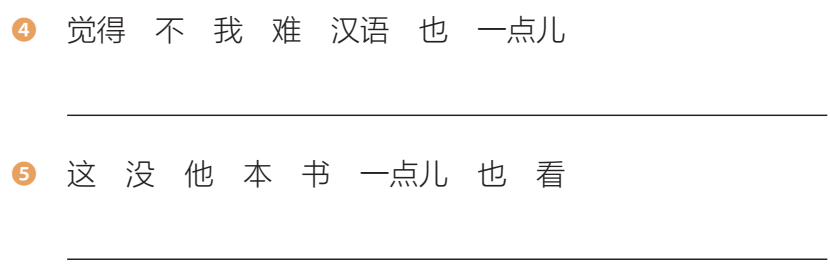 4 觉得 不 我 难 汉语 也 一点儿
5 这 没 他 本 书 一点儿 也 看